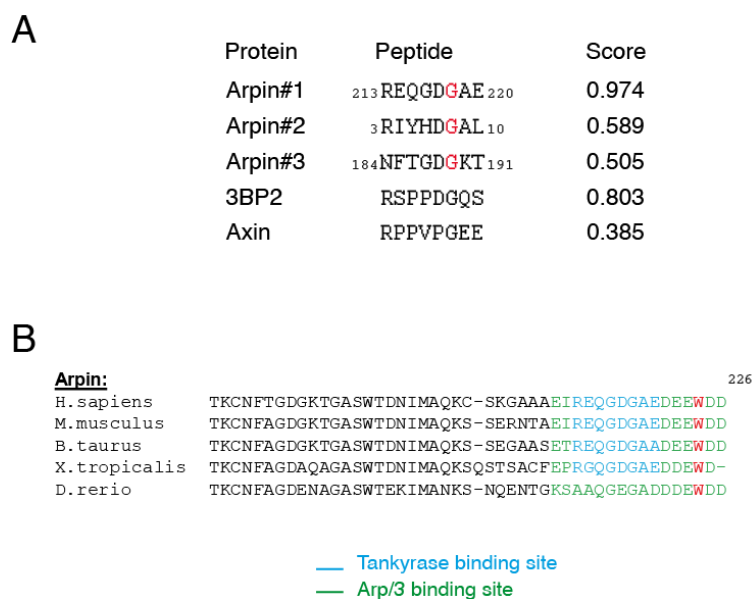 A
Protein Peptide Score
Arpin#1 213REQGDGAE220 0.974
Arpin#2 3RIYHDGAL10 0.589
Arpin#3 184NFTGDGKT191 0.505
3BP2 RSPPDGQS 0.803
Axin RPPVPGEE 0.385
B
Arpin: 226
H.sapiens TKCNFTGDGKTGASWTDNIMAQKC-SKGAAAEIREQGDGAEDEEWDD
M.musculus TKCNFAGDGKTGASWTDNIMAQKS-SERNTAEIREQGDGAEDEEWDD
B.taurus TKCNFAGDGKTGASWTDNIMAQKS-SEGAASETREQGDGAADEEWDD
X.tropicalis TKCNFAGDAQAGASWTDNIMAQKSQSTSACFEPRGQGDGAEDEEWD-
D.rerio TKCNFAGDENAGASWTEKIMANKS-NQENTGKSAAQGEGADDDEWDD
Tankyrase binding site
Arp/3 binding site